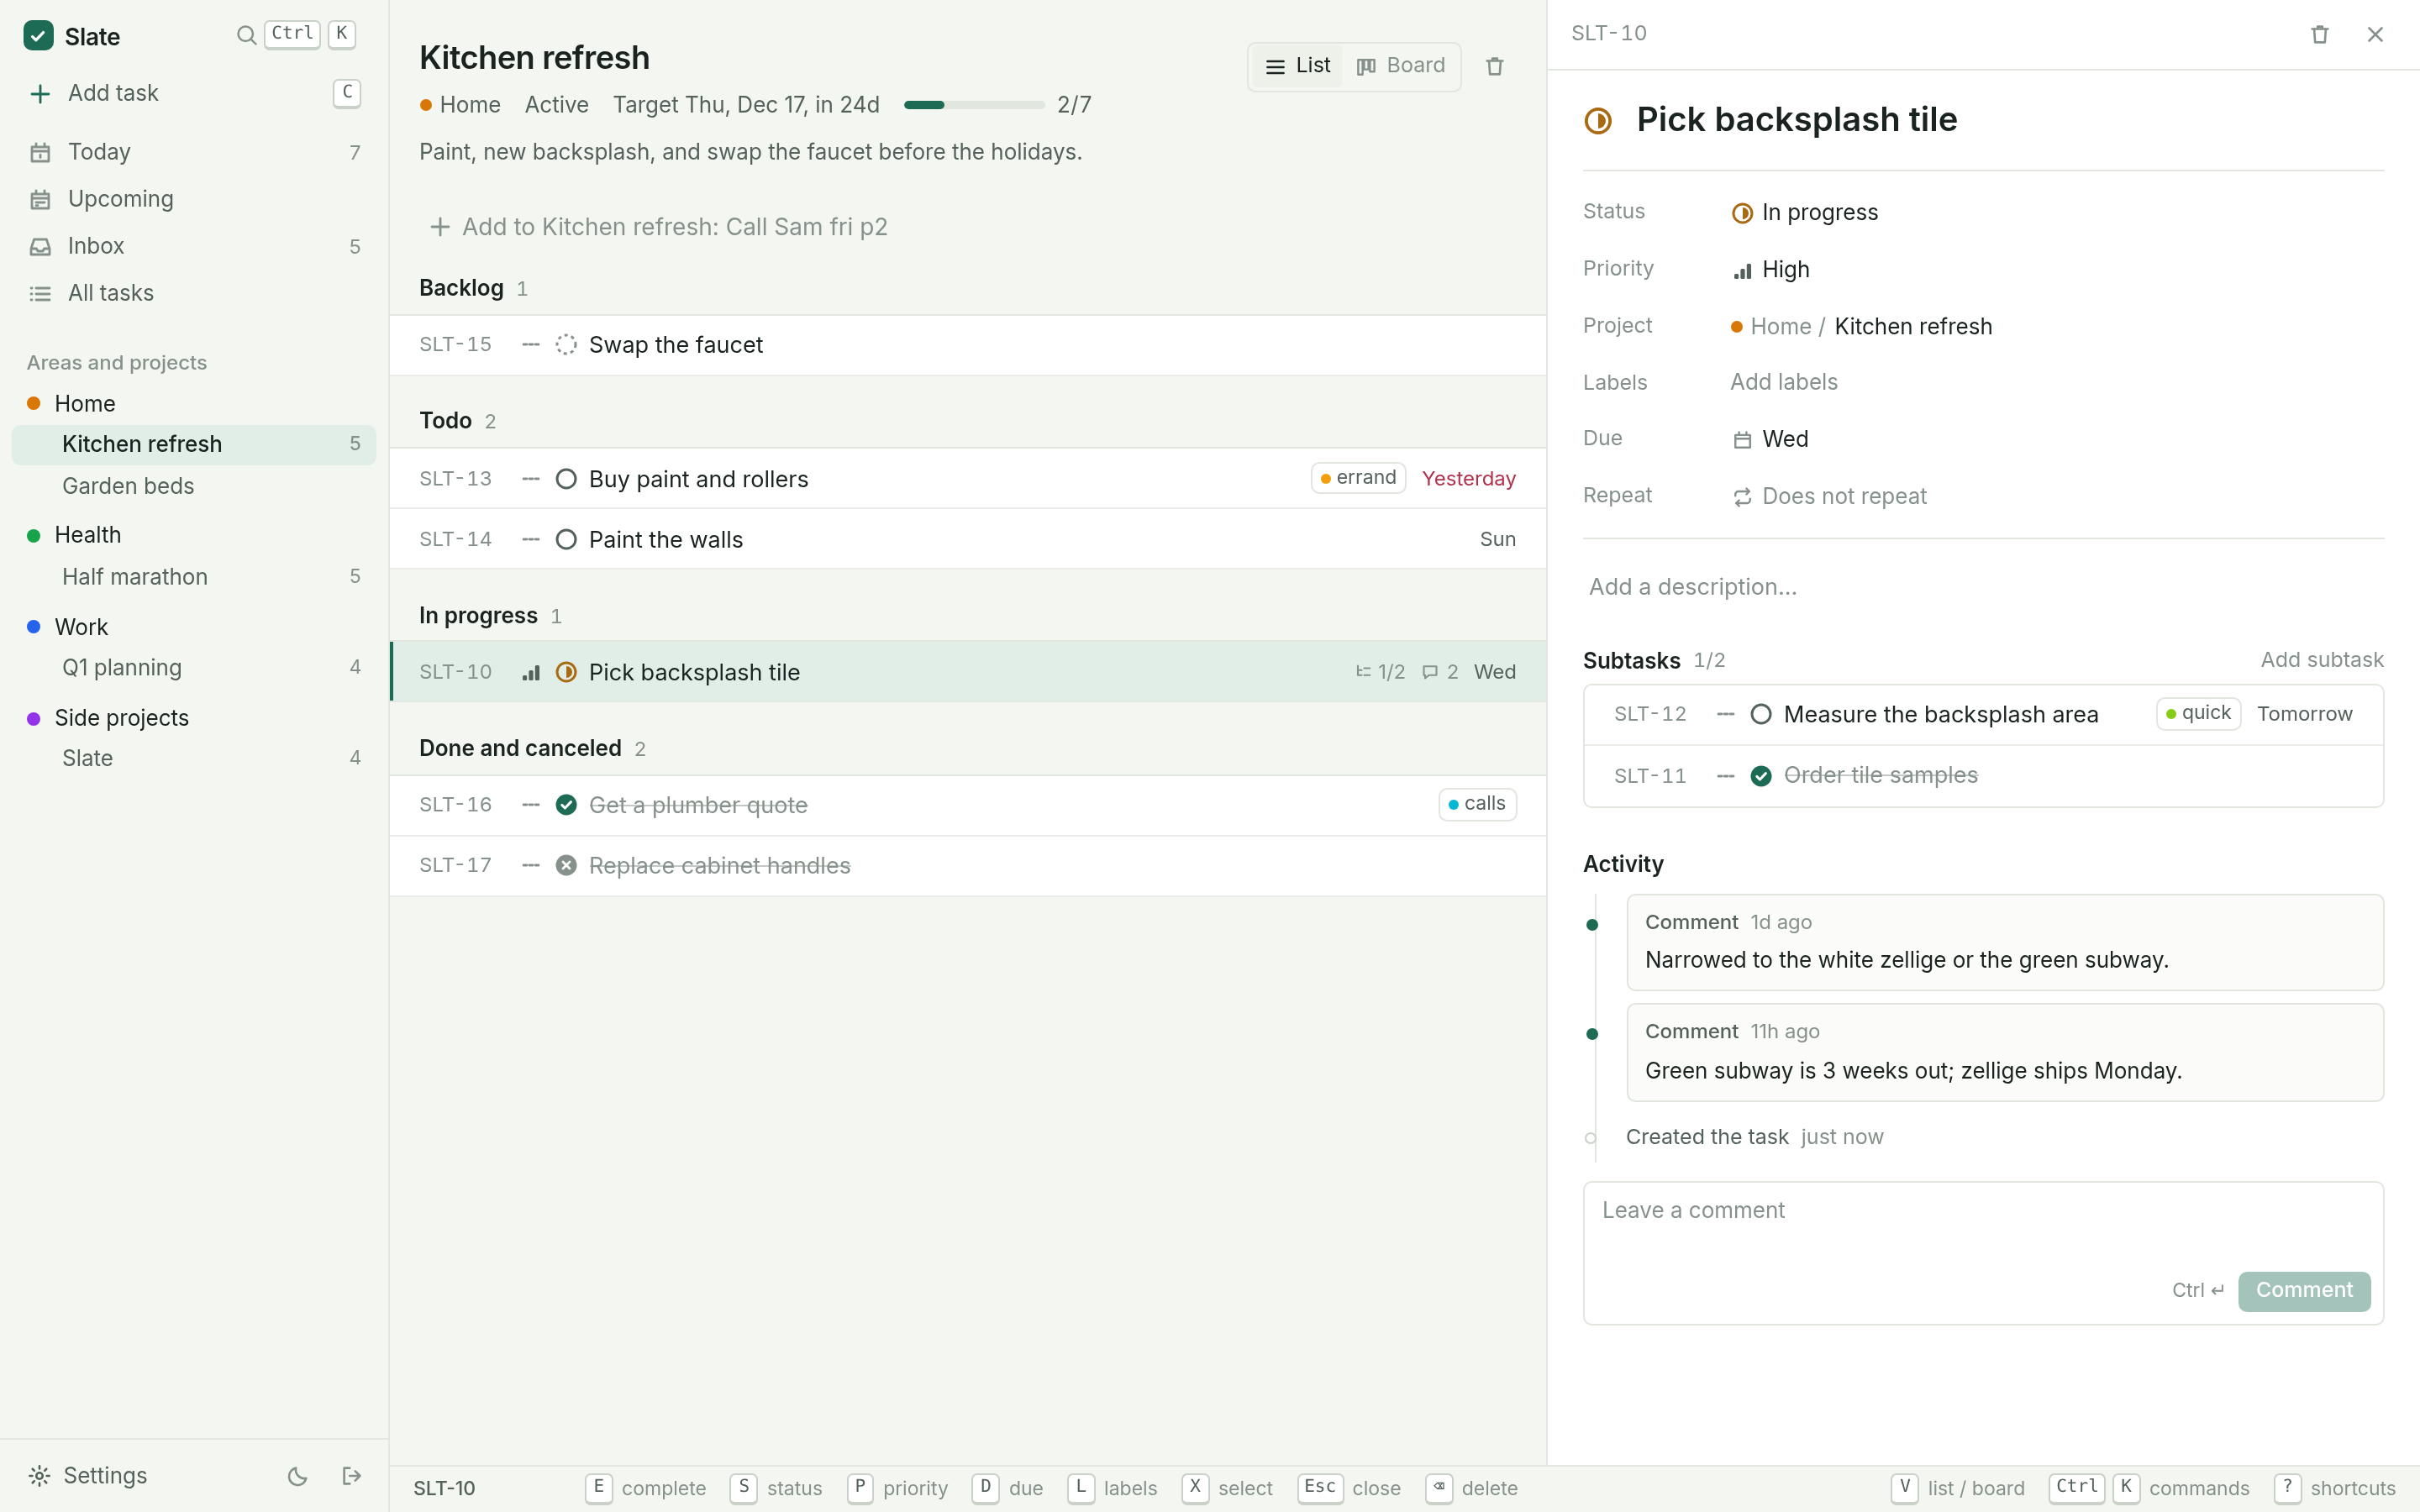 Slate Ctrl K
Add task C
Today 7
Upcoming
Inbox 5
All tasks
Areas and projects
Home
Kitchen refresh 5
Garden beds
Health
Half marathon 5
Work
Q1 planning 4
Side projects
Slate 4
Settings
Kitchen refresh
List Board
Home Active Target Thu, Dec 17, in 24d 2/7
Paint, new backsplash, and swap the faucet before the holidays.
Add to Kitchen refresh: Call Sam fri p2
Backlog 1
SLT-15 --- Swap the faucet
Todo 2
SLT-13 --- Buy paint and rollers errand Yesterday
SLT-14 --- Paint the walls Sun
In progress 1
SLT-10 Pick backsplash tile 1/2 2 Wed
Done and canceled 2
SLT-16 --- Get a plumber quote calls
SLT-17 --- Replace cabinet handles
SLT-10
Pick backsplash tile
Status In progress
Priority High
Project Home / Kitchen refresh
Labels Add labels
Due Wed
Repeat Does not repeat
Add a description...
Subtasks 1/2 Add subtask
SLT-12 --- Measure the backsplash area quick Tomorrow
SLT-11 --- Order tile samples
Activity
Comment 1d ago
Narrowed to the white zellige or the green subway.
Comment 11h ago
Green subway is 3 weeks out; zellige ships Monday.
Created the task just now
Leave a comment
Ctrl ↵ Comment
SLT-10 E complete S status P priority D due L labels X select Esc close ⌫ delete V list / board Ctrl K commands ? shortcuts